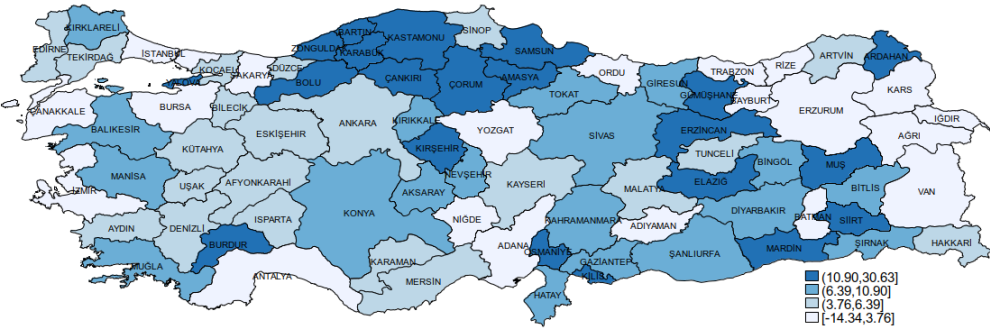 KIRKLARELİ
EDİRNE
TEKİRDAĞ
İSTANBUL
KOCAELİ
YALOVA
SAKARYA
DÜZCE
ZONGULDAK
BARTIN
KARABÜK
KASTAMONU
SİNOP
SAMSUN
BOLU
ÇANKIRI
ÇORUM
AMASYA
ORDU
GİRESUN
TRABZON
RİZE
ARTVİN
ARDAHAN
GÜMÜŞHANE
BAYBURT
KARS
ÇANAKKALE
BURSA
BİLECİK
TOKAT
ERZURUM
IĞDIR
BALIKESİR
ESKİŞEHİR
ANKARA
KIRIKKALE
YOZGAT
SİVAS
ERZİNCAN
AĞRI
KÜTAHYA
KIRŞEHİR
TUNCELİ
BİNGÖL
MUŞ
MANİSA
UŞAK
AFYONKARAHİ
NEVŞEHİR
KAYSERİ
MALATYA
ELAZIĞ
BİTLİS
VAN
İZMİR
AKSARAY
AYDIN
DENİZLİ
ISPARTA
KONYA
NİĞDE
KAHRAMANMARA
ADIYAMAN
DİYARBAKIR
BATMAN
SİİRT
BURDUR
ADANA
OSMANİYE
GAZİANTEP
ŞANLIURFA
MARDİN
ŞIRNAK
HAKKARİ
MUĞLA
ANTALYA
KARAMAN
MERSİN
KİLİS
HATAY
(10.90,30.63]
(6.39,10.90]
(3.76,6.39]
[-14.34,3.76]